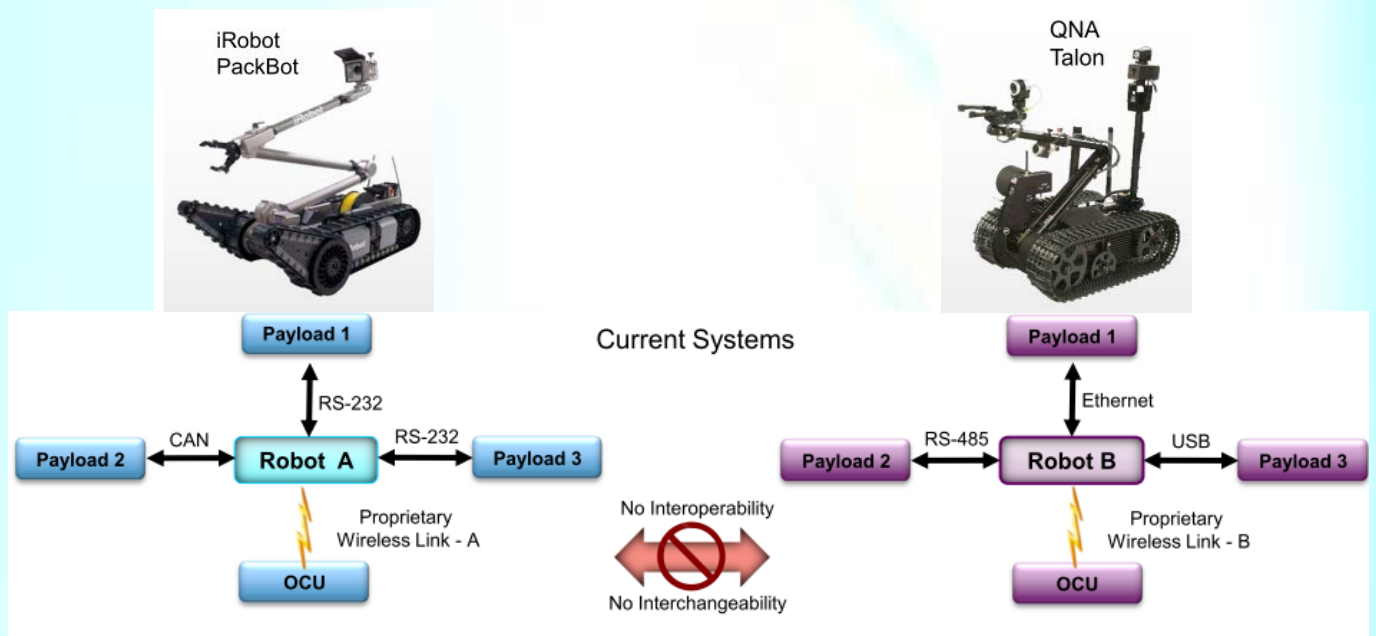 iRobot
PackBot
QNA
Talon
iRobot
Current Systems
Payload 1
RS-232
CAN
RS-232
Payload 2
Robot A
Payload 3
Proprietary
Wireless Link - A
OCU
No Interoperability
No Interchangeability
Payload 1
Ethernet
RS-485
USB
Payload 2
Robot B
Payload 3
Proprietary
Wireless Link - B
OCU